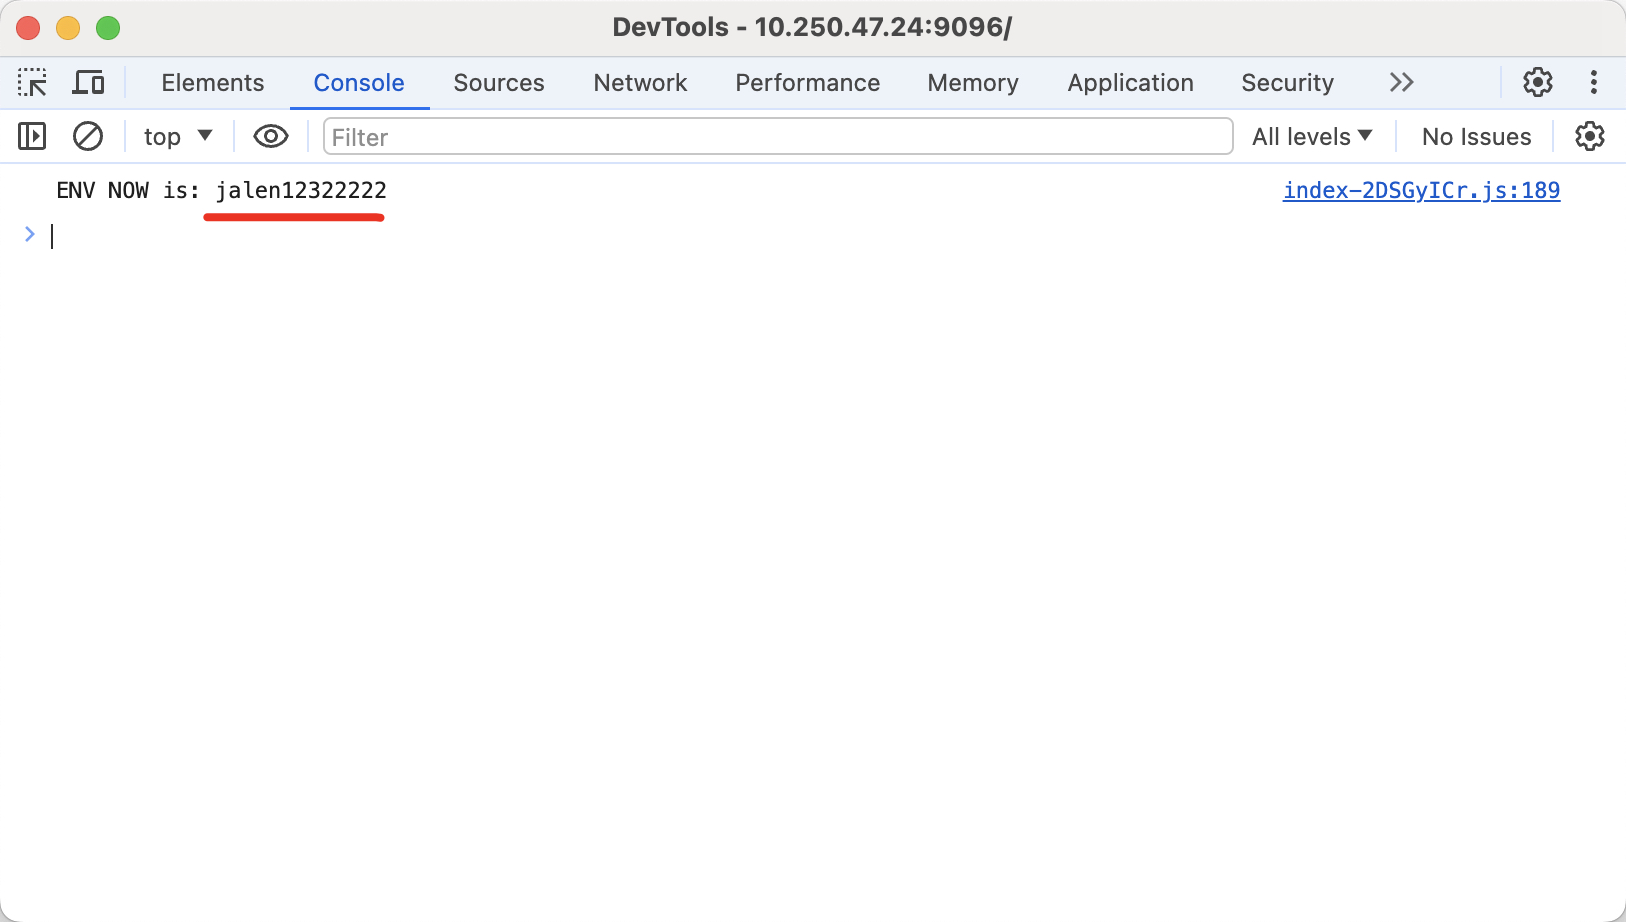 DevTools - 10.250.47.24:9096/
Elements Console Sources Network Performance Memory Application Security
top Filter All levels No Issues
ENV NOW is: jalen12322222 index-2DSGyICr.js:189